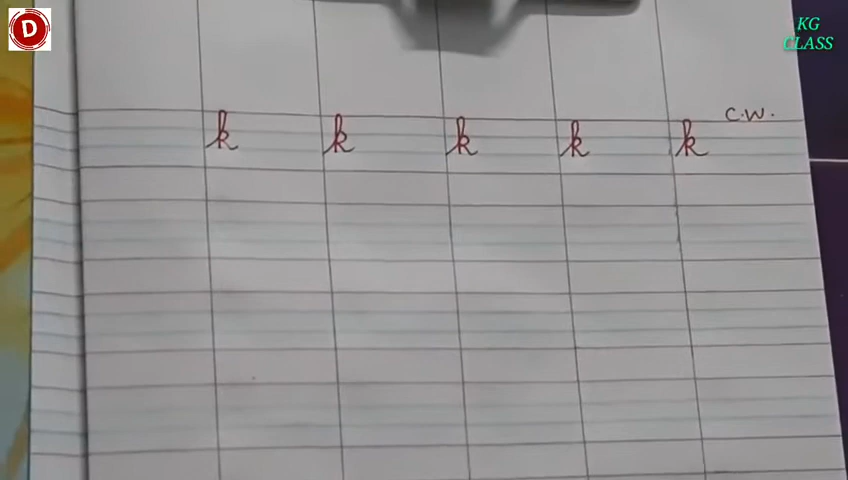 D
KG
CLASS
C.W.
k k k k k